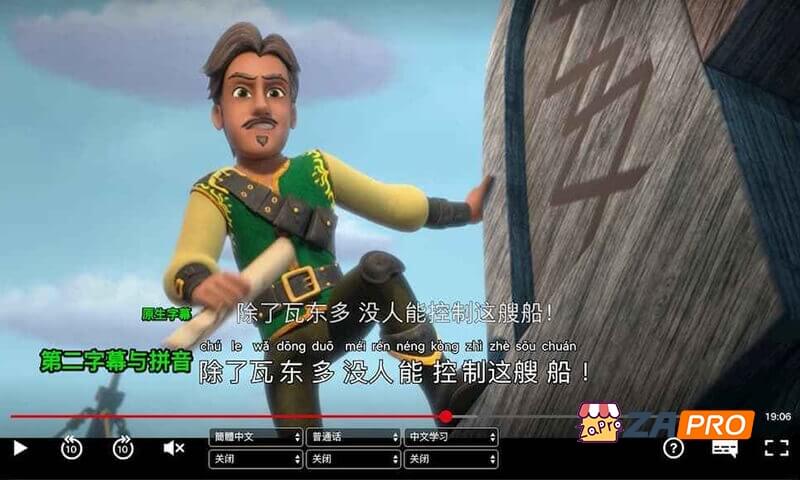 原生字幕
除了瓦东多 没人能控制这艘船！
chú le wǎ dōng duō méi rén néng kòng zhì zhè sōu chuán
第二字幕与拼音
除了瓦东多 没人能控制这艘船！
19:06
10
10
簡體中文
普通话
中文学习
关闭
关闭
关闭
a.Pro
ZAPRO
?